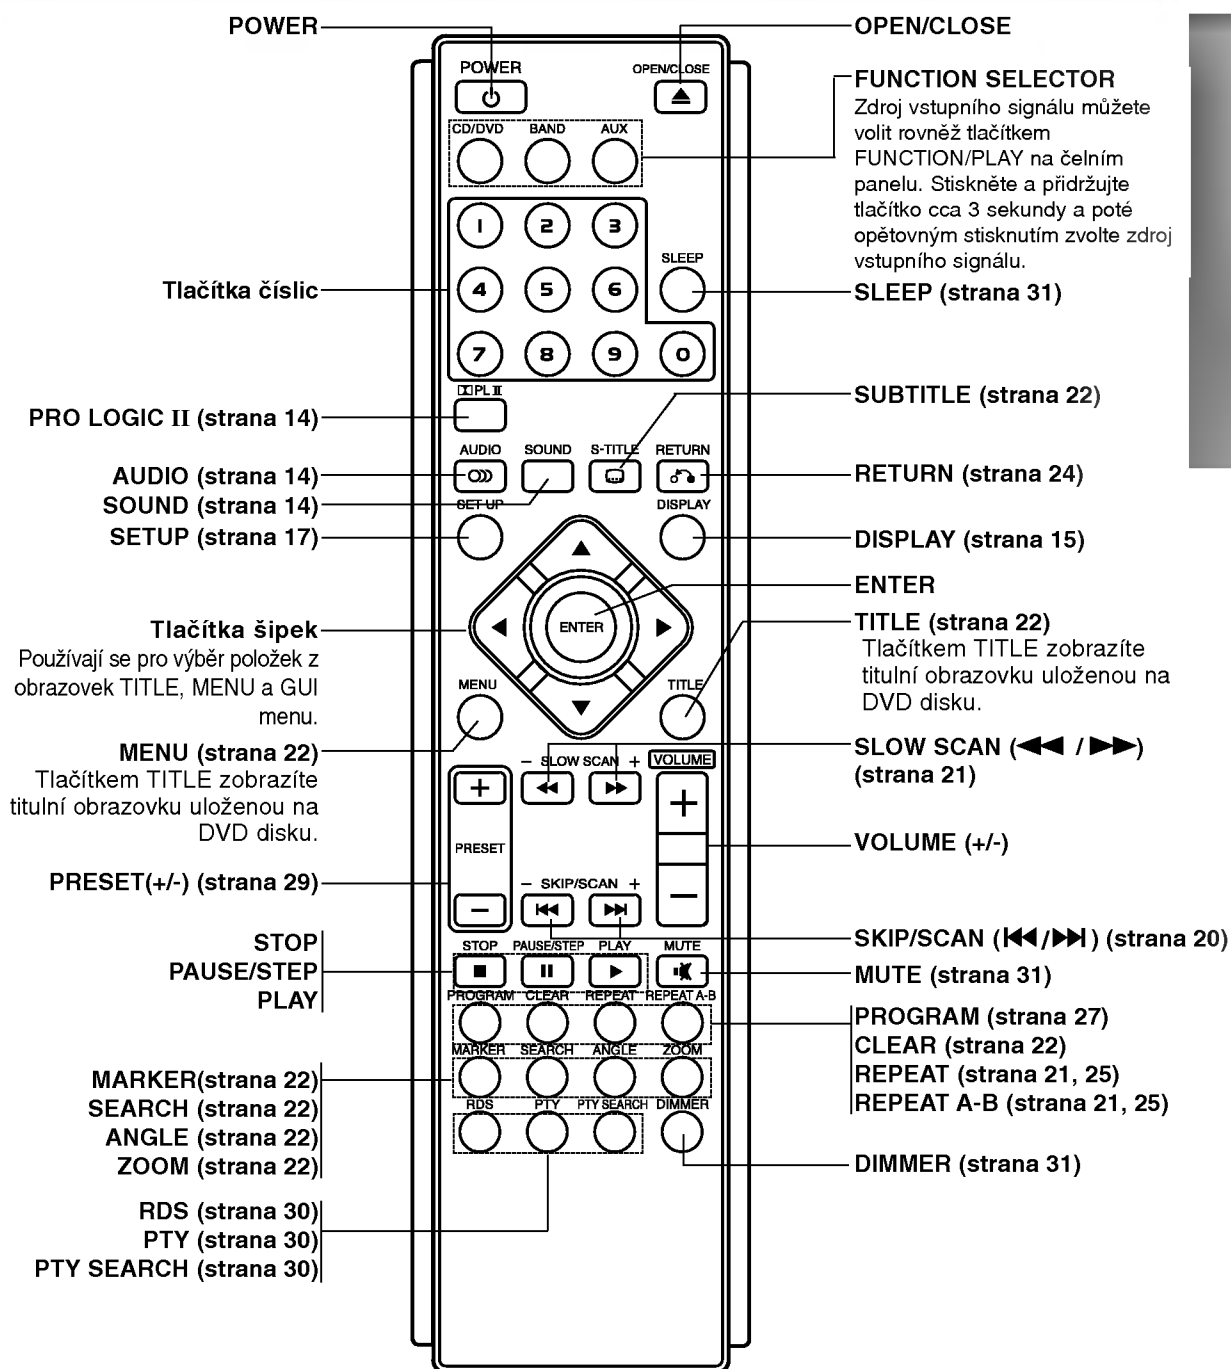 POWER
OPEN/CLOSE
POWER
OPEN/CLOSE
FUNCTION SELECTOR
Zdroj vstupního signálu můžete
volit rovněž tlačítkem
FUNCTION/PLAY na čelním
panelu. Stiskněte a přidržujte
tlačítko cca 3 sekundy a poté
opětovným stisknutím zvolte zdroj
vstupního signálu.
CD/DVD BAND AUX
1 2 3
SLEEP
Tlačítka číslic
4 5 6
SLEEP (strana 31)
7 8 9 0
PL II
SUBTITLE (strana 22)
PRO LOGIC II (strana 14)
AUDIO SOUND S-TITLE RETURN
AUDIO (strana 14)
RETURN (strana 24)
SOUND (strana 14)
SET UP DISPLAY
SETUP (strana 17)
DISPLAY (strana 15)
ENTER
ENTER
Tlačítka šipek
Používají se pro výběr položek z
obrazovek TITLE, MENU a GUI
menu.
TITLE (strana 22)
Tlačítkem TITLE zobrazíte
titulní obrazovku uloženou na
DVD disku.
MENU TITLE
MENU (strana 22)
Tlačítkem TITLE zobrazíte
titulní obrazovku uloženou na
DVD disku.
SLOW SCAN (◀◀ / ▶▶)
(strana 21)
- SLOW SCAN + VOLUME
+ +
PRESET
VOLUME (+/-)
PRESET(+/-) (strana 29)
- SKIP/SCAN +
- -
SKIP/SCAN (⏮/⏭) (strana 20)
STOP
PAUSE/STEP
PLAY
STOP PAUSE/STEP PLAY MUTE
MUTE (strana 31)
PROGRAM CLEAR REPEAT REPEAT A-B
PROGRAM (strana 27)
CLEAR (strana 22)
REPEAT (strana 21, 25)
REPEAT A-B (strana 21, 25)
MARKER SEARCH ANGLE ZOOM
MARKER(strana 22)
SEARCH (strana 22)
ANGLE (strana 22)
ZOOM (strana 22)
RDS PTY PTY SEARCH DIMMER
DIMMER (strana 31)
RDS (strana 30)
PTY (strana 30)
PTY SEARCH (strana 30)